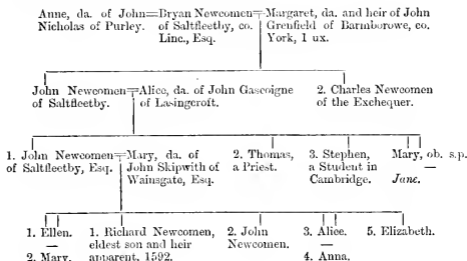 Anne, da. of John=Bryan Newcomen=Margaret, da. and heir of John
Nicholas of Purley. of Saltfleethy, co. Grenfield of Barmborowe, co.
Linc., Esq. York, 1 ux.
John Newcomen=Alice, da. of John Gascoigne 2. Charles Newcomen
of Saltfleetby. of Lasingcroft. of the Exchequer.
1. John Newcomen=Mary, da. of 2. Thomas, 3. Stephen, Mary, ob. s.p.
of Saltfleetby, Esq. John Skipwith of a Priest. a Student in —
Wainsgate, Esq. Cambridge. Jane.
1. Ellen. 1. Richard Newcomen, 2. John 3. Alice. 5. Elizabeth.
— eldest son and heir Newcomen. —
2. Mary. apparent, 1592. 4. Anna.